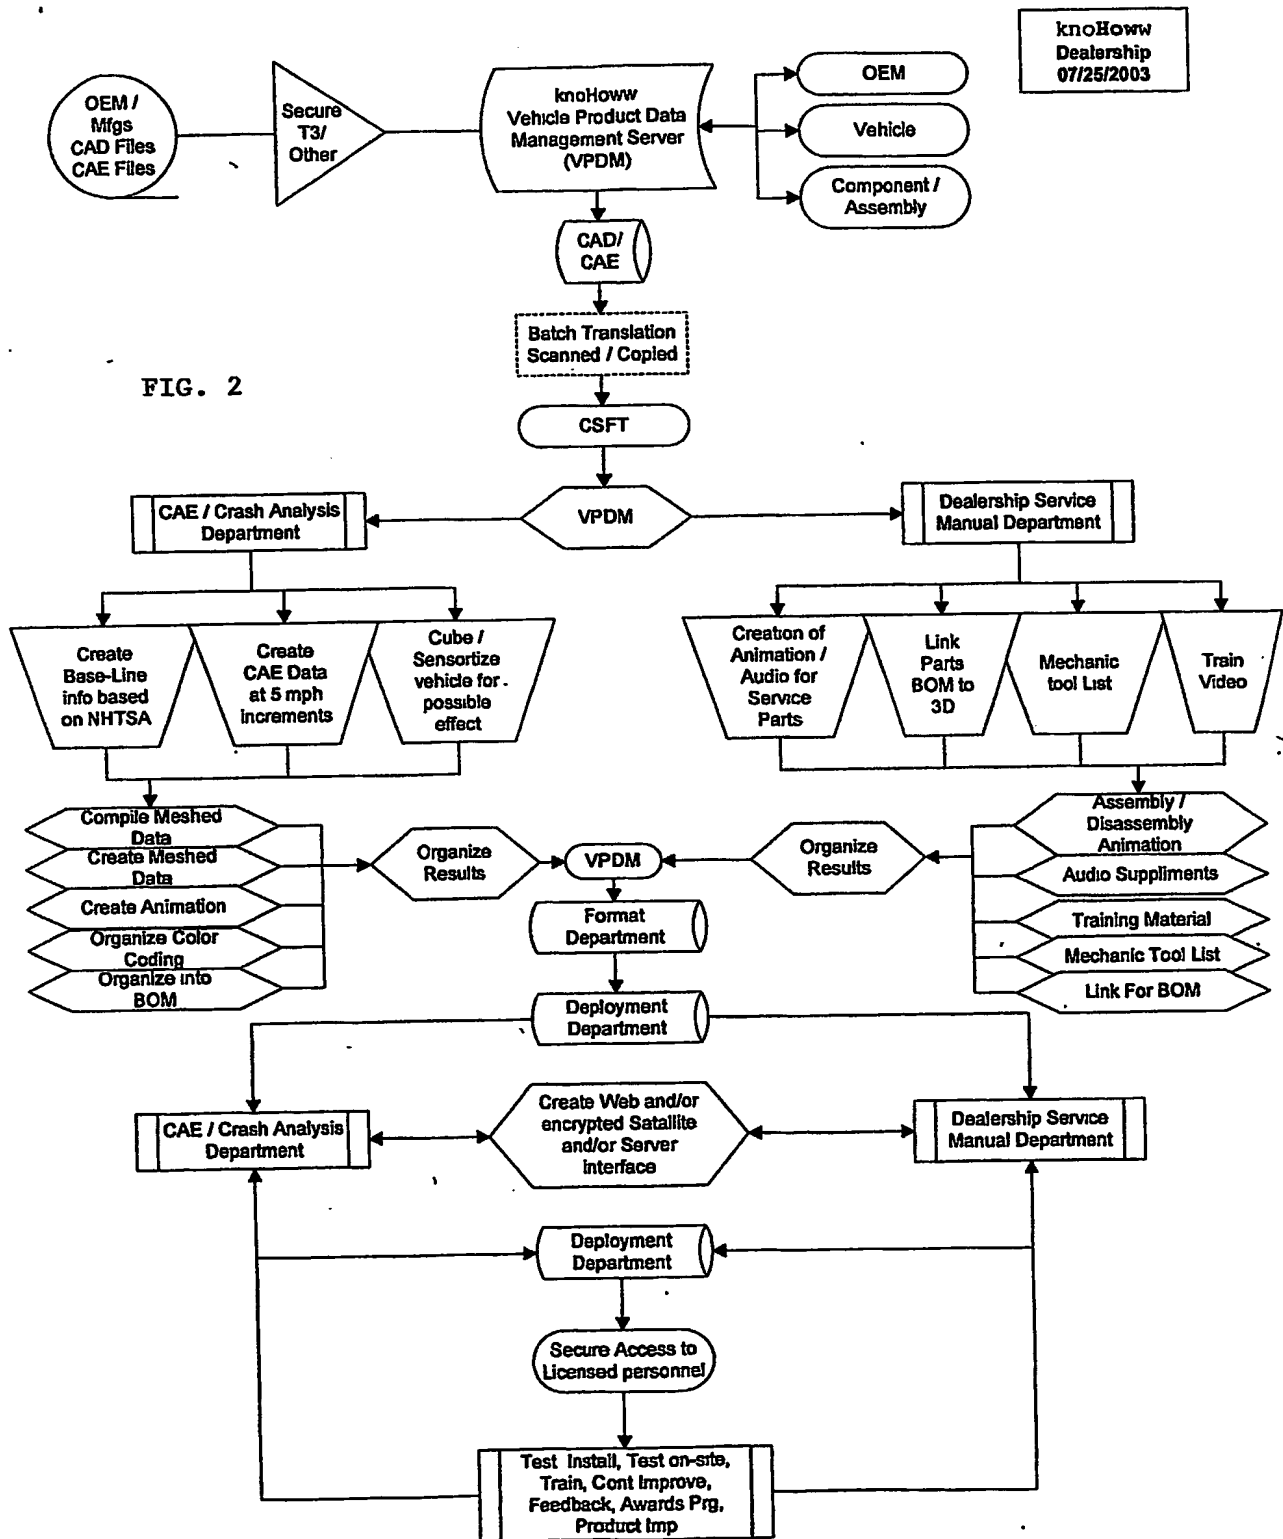 knoHoww
Dealership
07/25/2003
OEM /
Mfgs
CAD Files
CAE Files
Secure
T3/
Other
knoHoww
Vehicle Product Data
Management Server
(VPDM)
OEM
Vehicle
Component /
Assembly
CAD/
CAE
Batch Translation
Scanned / Copied
FIG. 2
CSFT
VPDM
CAE / Crash Analysis
Department
Dealership Service
Manual Department
Create
Base-Line
info based
on NHTSA
Create
CAE Data
at 5 mph
increments
Cube /
Sensortize
vehicle for
possible
effect
Creation of
Animation /
Audio for
Service
Parts
Link
Parts
BOM to
3D
Mechanic
tool List
Train
Video
Compile Meshed
Data
Create Meshed
Data
Create Animation
Organize Color
Coding
Organize into
BOM
Organize
Results
VPDM
Organize
Results
Assembly /
Disassembly
Animation
Audio Suppliments
Training Material
Mechanic Tool List
Link For BOM
Format
Department
Deployment
Department
CAE / Crash Analysis
Department
Create Web and/or
encrypted Satallite
and/or Server
interface
Dealership Service
Manual Department
Deployment
Department
Secure Access to
Licensed personnel
Test Install, Test on-site,
Train, Cont Improve,
Feedback, Awards Prg,
Product Imp